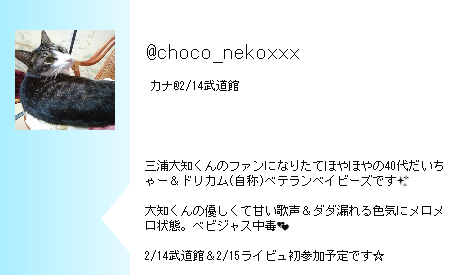 @choco_nekoxxx
カナ@2/14武道館
三浦大知くんのファンになりたてほやほやの40代だいち
ゃー＆ドリカム(自称)ベテランベイビーズです✨
大知くんの優しくて甘い歌声＆ダダ漏れる色気にメロメ
ロ状態。ベビジャス中毒💕
2/14武道館＆2/15ライビュ初参加予定です☆